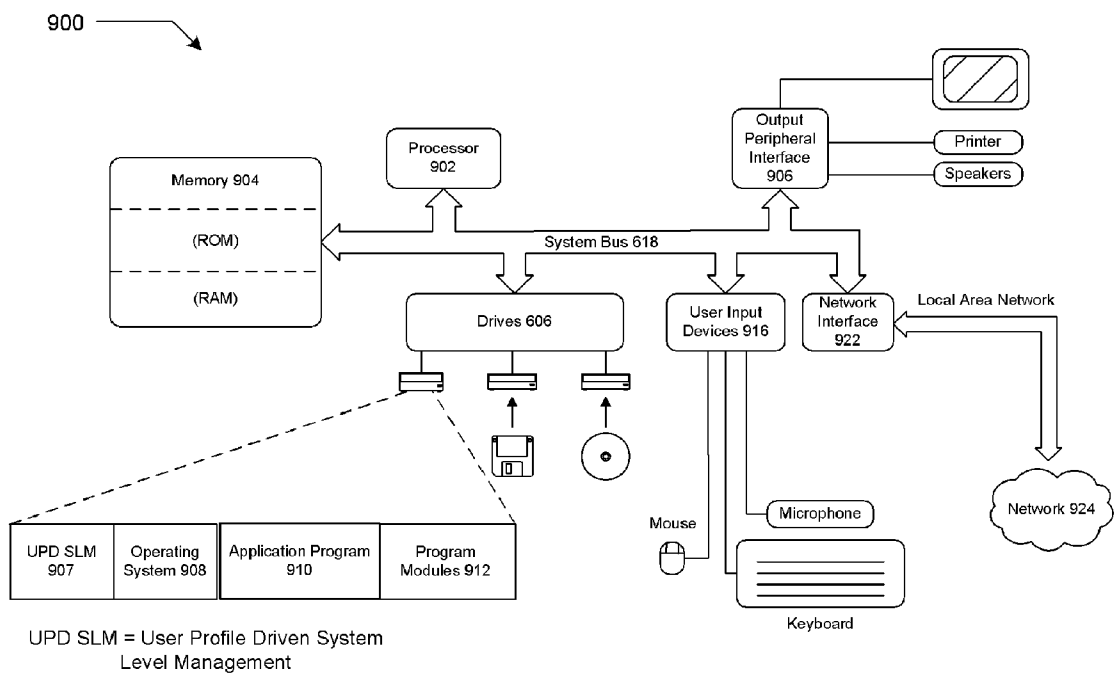 900
Processor
902
Output
Peripheral
Interface
906
Printer
Speakers
Memory 904
(ROM)
(RAM)
System Bus 618
Drives 606
User Input
Devices 916
Network
Interface
922
Local Area Network
Network 924
Mouse
Microphone
Keyboard
UPD SLM
907
Operating
System 908
Application Program
910
Program
Modules 912
UPD SLM = User Profile Driven System
Level Management